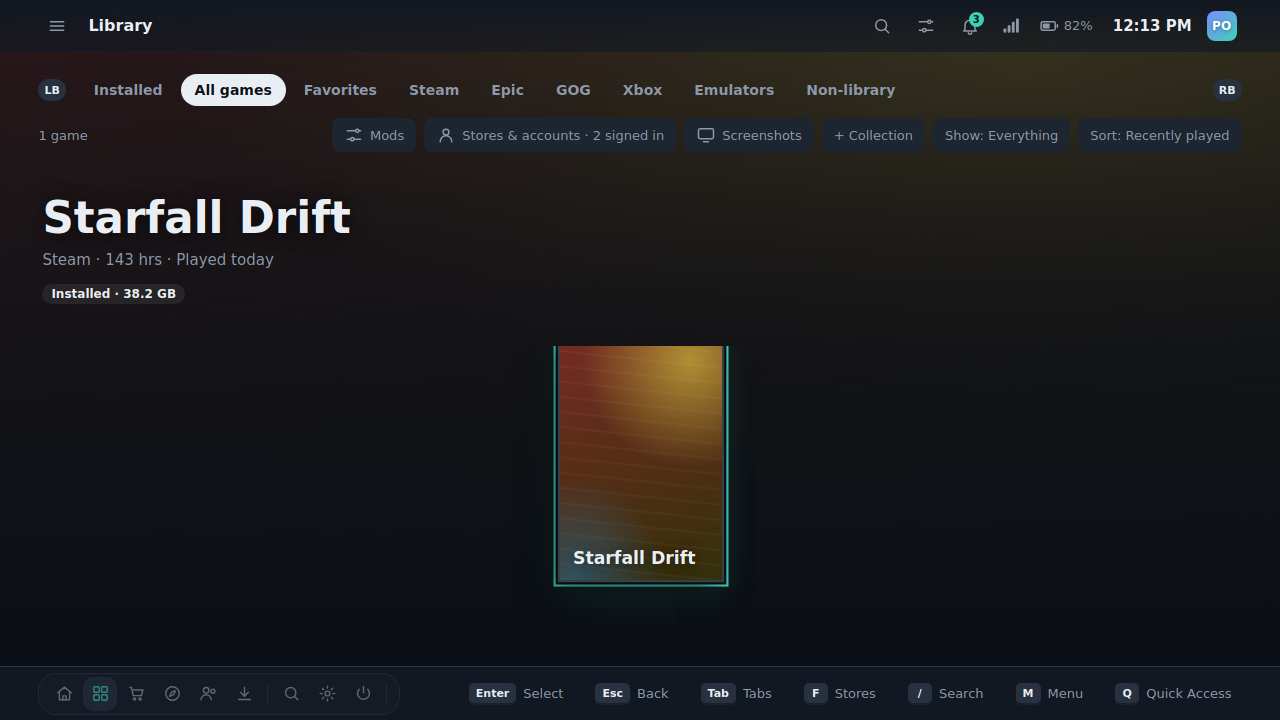 Library
3
82%
12:13 PM
PO
LB
Installed
All games
Favorites
Steam
Epic
GOG
Xbox
Emulators
Non-library
RB
1 game
Mods
Stores & accounts · 2 signed in
Screenshots
+ Collection
Show: Everything
Sort: Recently played
Starfall Drift
Steam · 143 hrs · Played today
Installed · 38.2 GB
Starfall Drift
Enter Select
Esc Back
Tab Tabs
F Stores
/ Search
M Menu
Q Quick Access